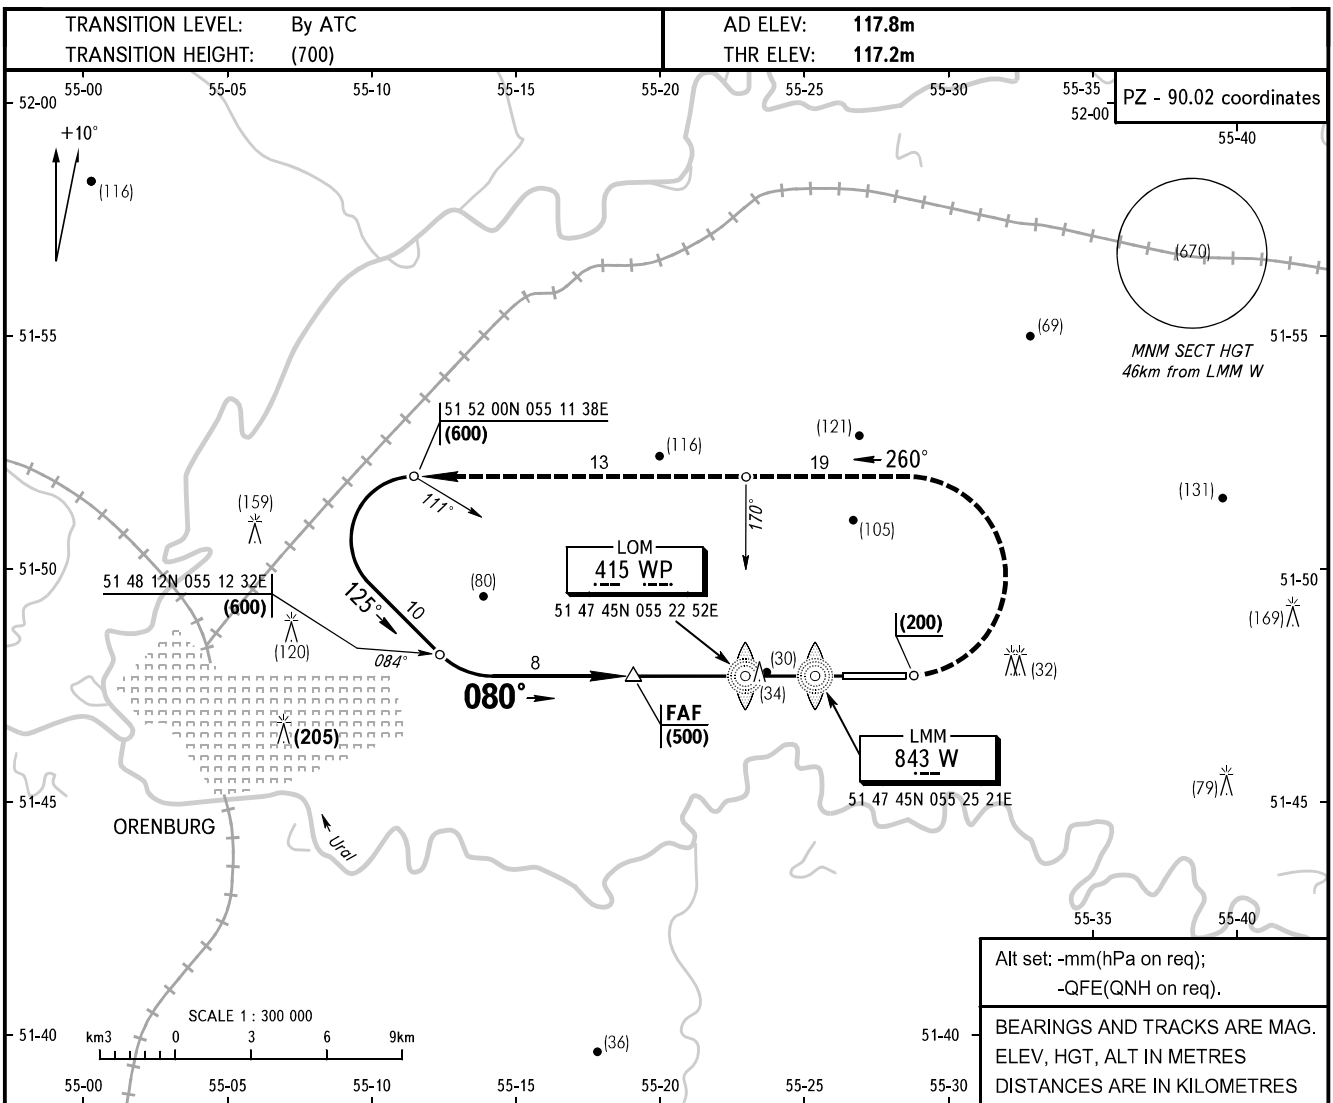 TRANSITION LEVEL: By ATC
TRANSITION HEIGHT: (700)
AD ELEV: 117.8m
THR ELEV: 117.2m
55-00 55-05 55-10 55-15 55-20 55-25 55-30 55-35
52-00
52-00
PZ - 90.02 coordinates
55-40
+10°
(116)
(670)
(69)
51-55
51-55
MNM SECT HGT
46km from LMM W
51 52 00N 055 11 38E
(600)
(116)
(121)
13
19
260°
111°
170°
(159)
(131)
(105)
LOM
415 WP
51 47 45N 055 22 52E
51-50
51-50
51 48 12N 055 12 32E
(600)
(80)
125°
10
(120)
084°
(200)
(169)
8
(30)
(34)
(32)
080°
FAF
(500)
(205)
LMM
843 W
51 47 45N 055 25 21E
(79)
51-45
51-45
ORENBURG
Ural
55-35 55-40
Alt set: -mm(hPa on req);
-QFE(QNH on req).
SCALE 1 : 300 000
km3 0 3 6 9km
51-40
51-40
(36)
BEARINGS AND TRACKS ARE MAG.
ELEV, HGT, ALT IN METRES
DISTANCES ARE IN KILOMETRES
55-00 55-05 55-10 55-15 55-20 55-25 55-30